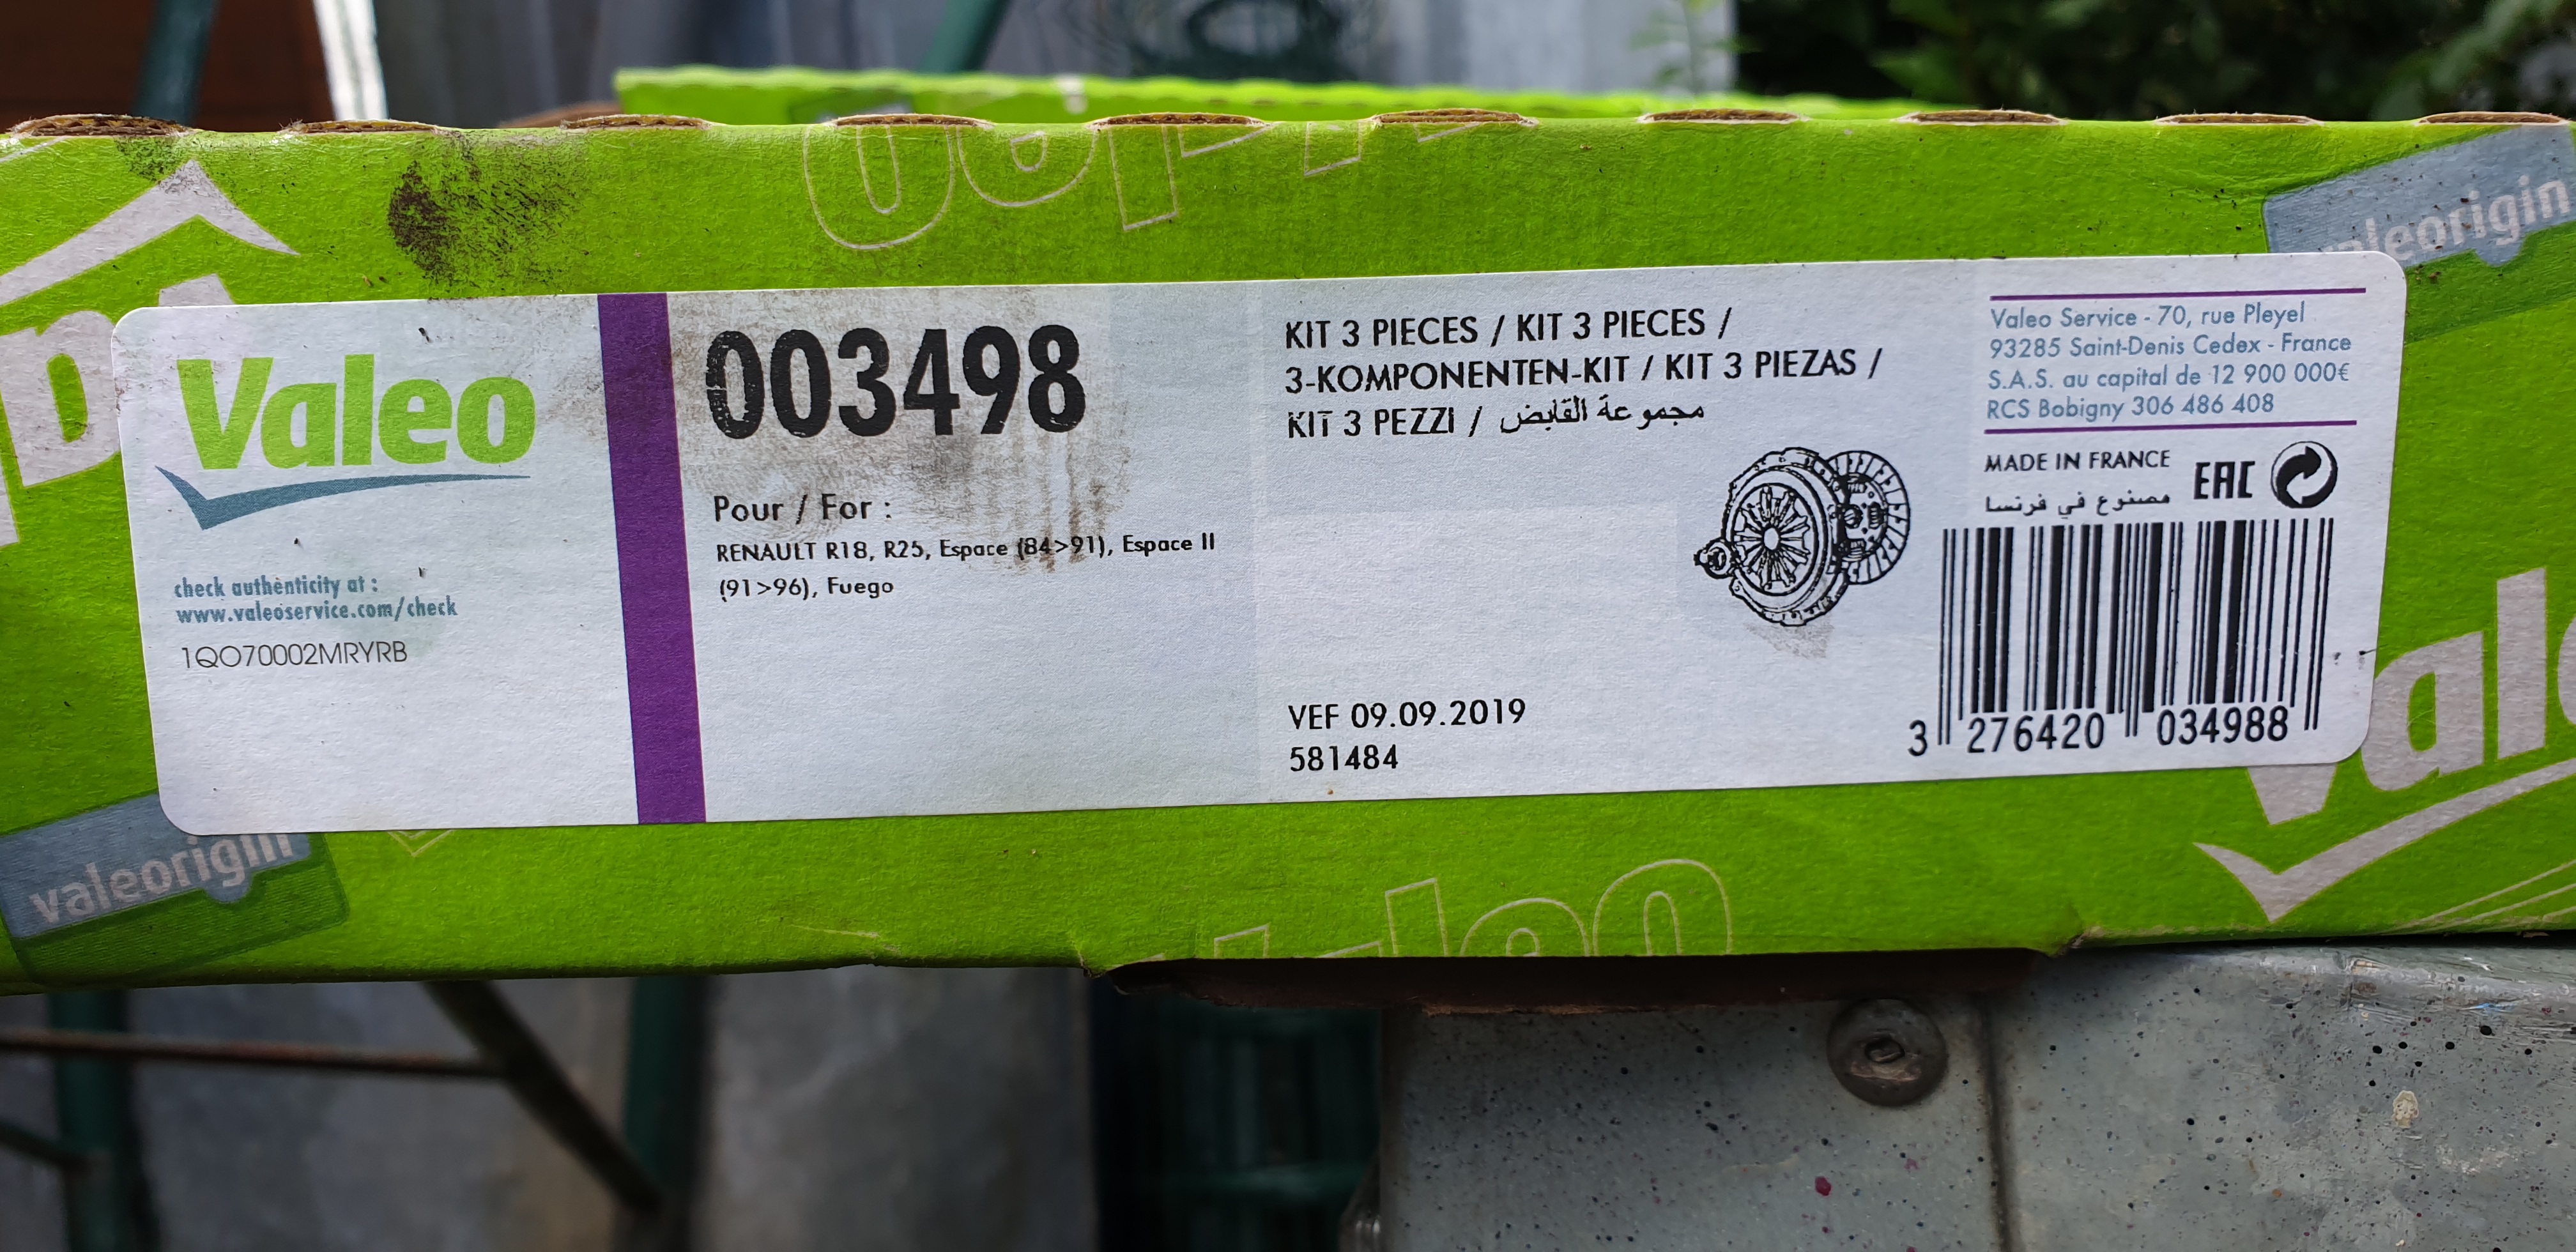 valeorigin
Valeo
check authenticity at :
www.valeoservice.com/check
1QO70002MRYRB
003498
Pour / For :
RENAULT R18, R25, Espace (84>91), Espace II
(91>96), Fuego
KIT 3 PIECES / KIT 3 PIECES /
3-KOMPONENTEN-KIT / KIT 3 PIEZAS /
KIT 3 PEZZI / مجموعة القابض
VEF 09.09.2019
581484
Valeo Service - 70, rue Pleyel
93285 Saint-Denis Cedex - France
S.A.S. au capital de 12 900 000€
RCS Bobigny 306 486 408
MADE IN FRANCE
مصنوع في فرنسا
EAC
3 276420 034988
valeorigin
Valeo